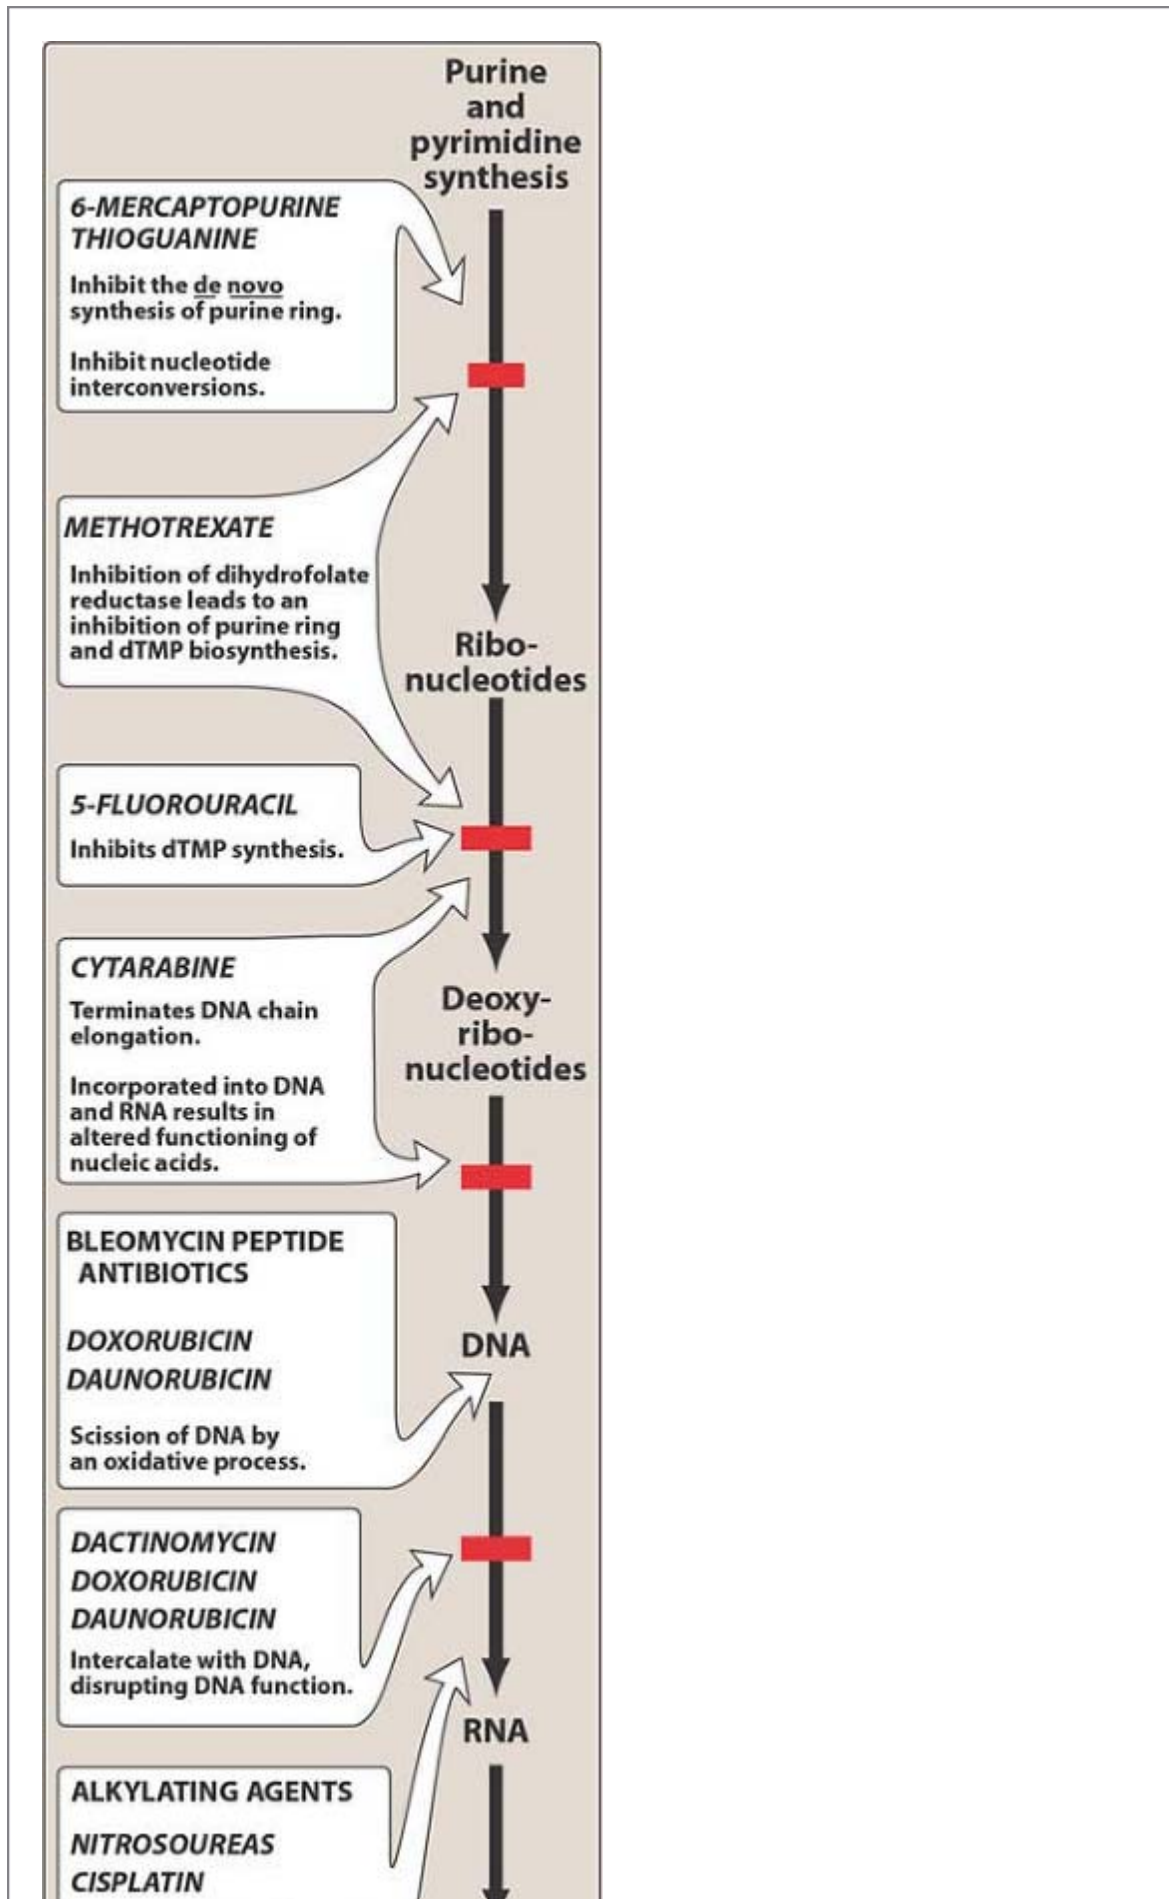 Purine
and
pyrimidine
synthesis
6-MERCAPTOPURINE
THIOGUANINE
Inhibit the de novo
synthesis of purine ring.
Inhibit nucleotide
interconversions.
METHOTREXATE
Inhibition of dihydrofolate
reductase leads to an
inhibition of purine ring
and dTMP biosynthesis.
Ribo-
nucleotides
5-FLUOROURACIL
Inhibits dTMP synthesis.
CYTARABINE
Terminates DNA chain
elongation.
Incorporated into DNA
and RNA results in
altered functioning of
nucleic acids.
Deoxy-
ribo-
nucleotides
BLEOMYCIN PEPTIDE
ANTIBIOTICS
DOXORUBICIN
DAUNORUBICIN
Scission of DNA by
an oxidative process.
DNA
DACTINOMYCIN
DOXORUBICIN
DAUNORUBICIN
Intercalate with DNA,
disrupting DNA function.
RNA
ALKYLATING AGENTS
NITROSOUREAS
CISPLATIN